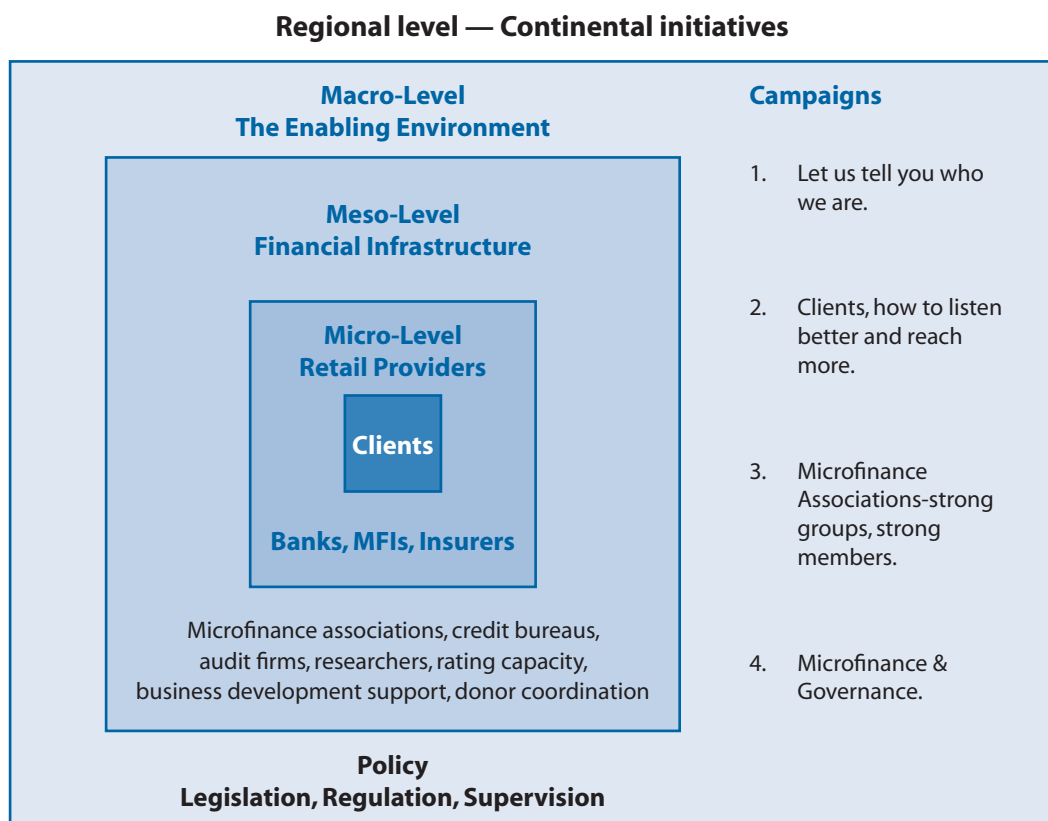 Regional level — Continental initiatives
Macro-Level
The Enabling Environment
Meso-Level
Financial Infrastructure
Micro-Level
Retail Providers
Clients
Banks, MFIs, Insurers
Microfinance associations, credit bureaus,
audit firms, researchers, rating capacity,
business development support, donor coordination
Policy
Legislation, Regulation, Supervision
Campaigns
1. Let us tell you who
we are.
2. Clients, how to listen
better and reach
more.
3. Microfinance
Associations-strong
groups, strong
members.
4. Microfinance &
Governance.